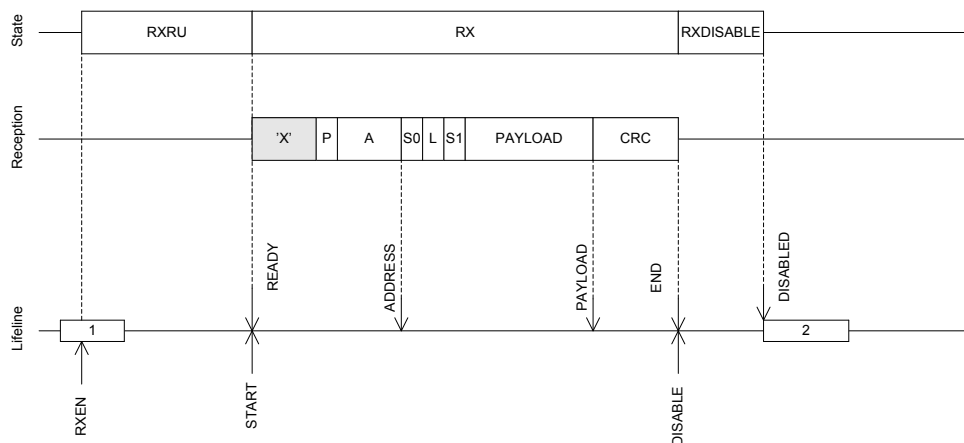 State
RXRU
RX
RXDISABLE
Reception
'X'
P
A
S0
L
S1
PAYLOAD
CRC
READY
ADDRESS
PAYLOAD
END
DISABLED
Lifeline
1
2
RXEN
START
DISABLE